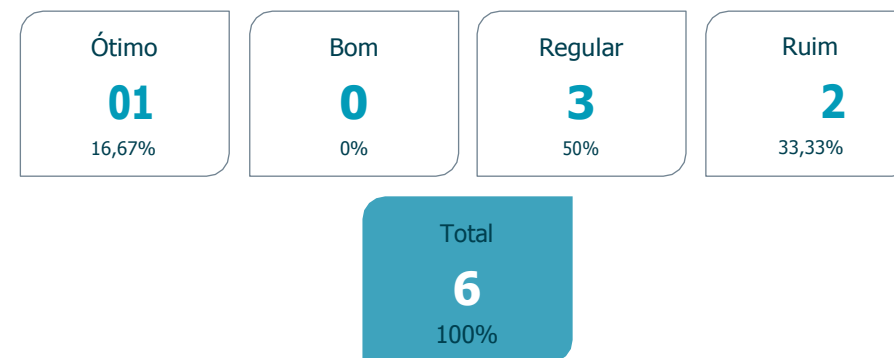 Ótimo
01
16,67%
Bom
0
0%
Regular
3
50%
Ruim
2
33,33%
Total
6
100%